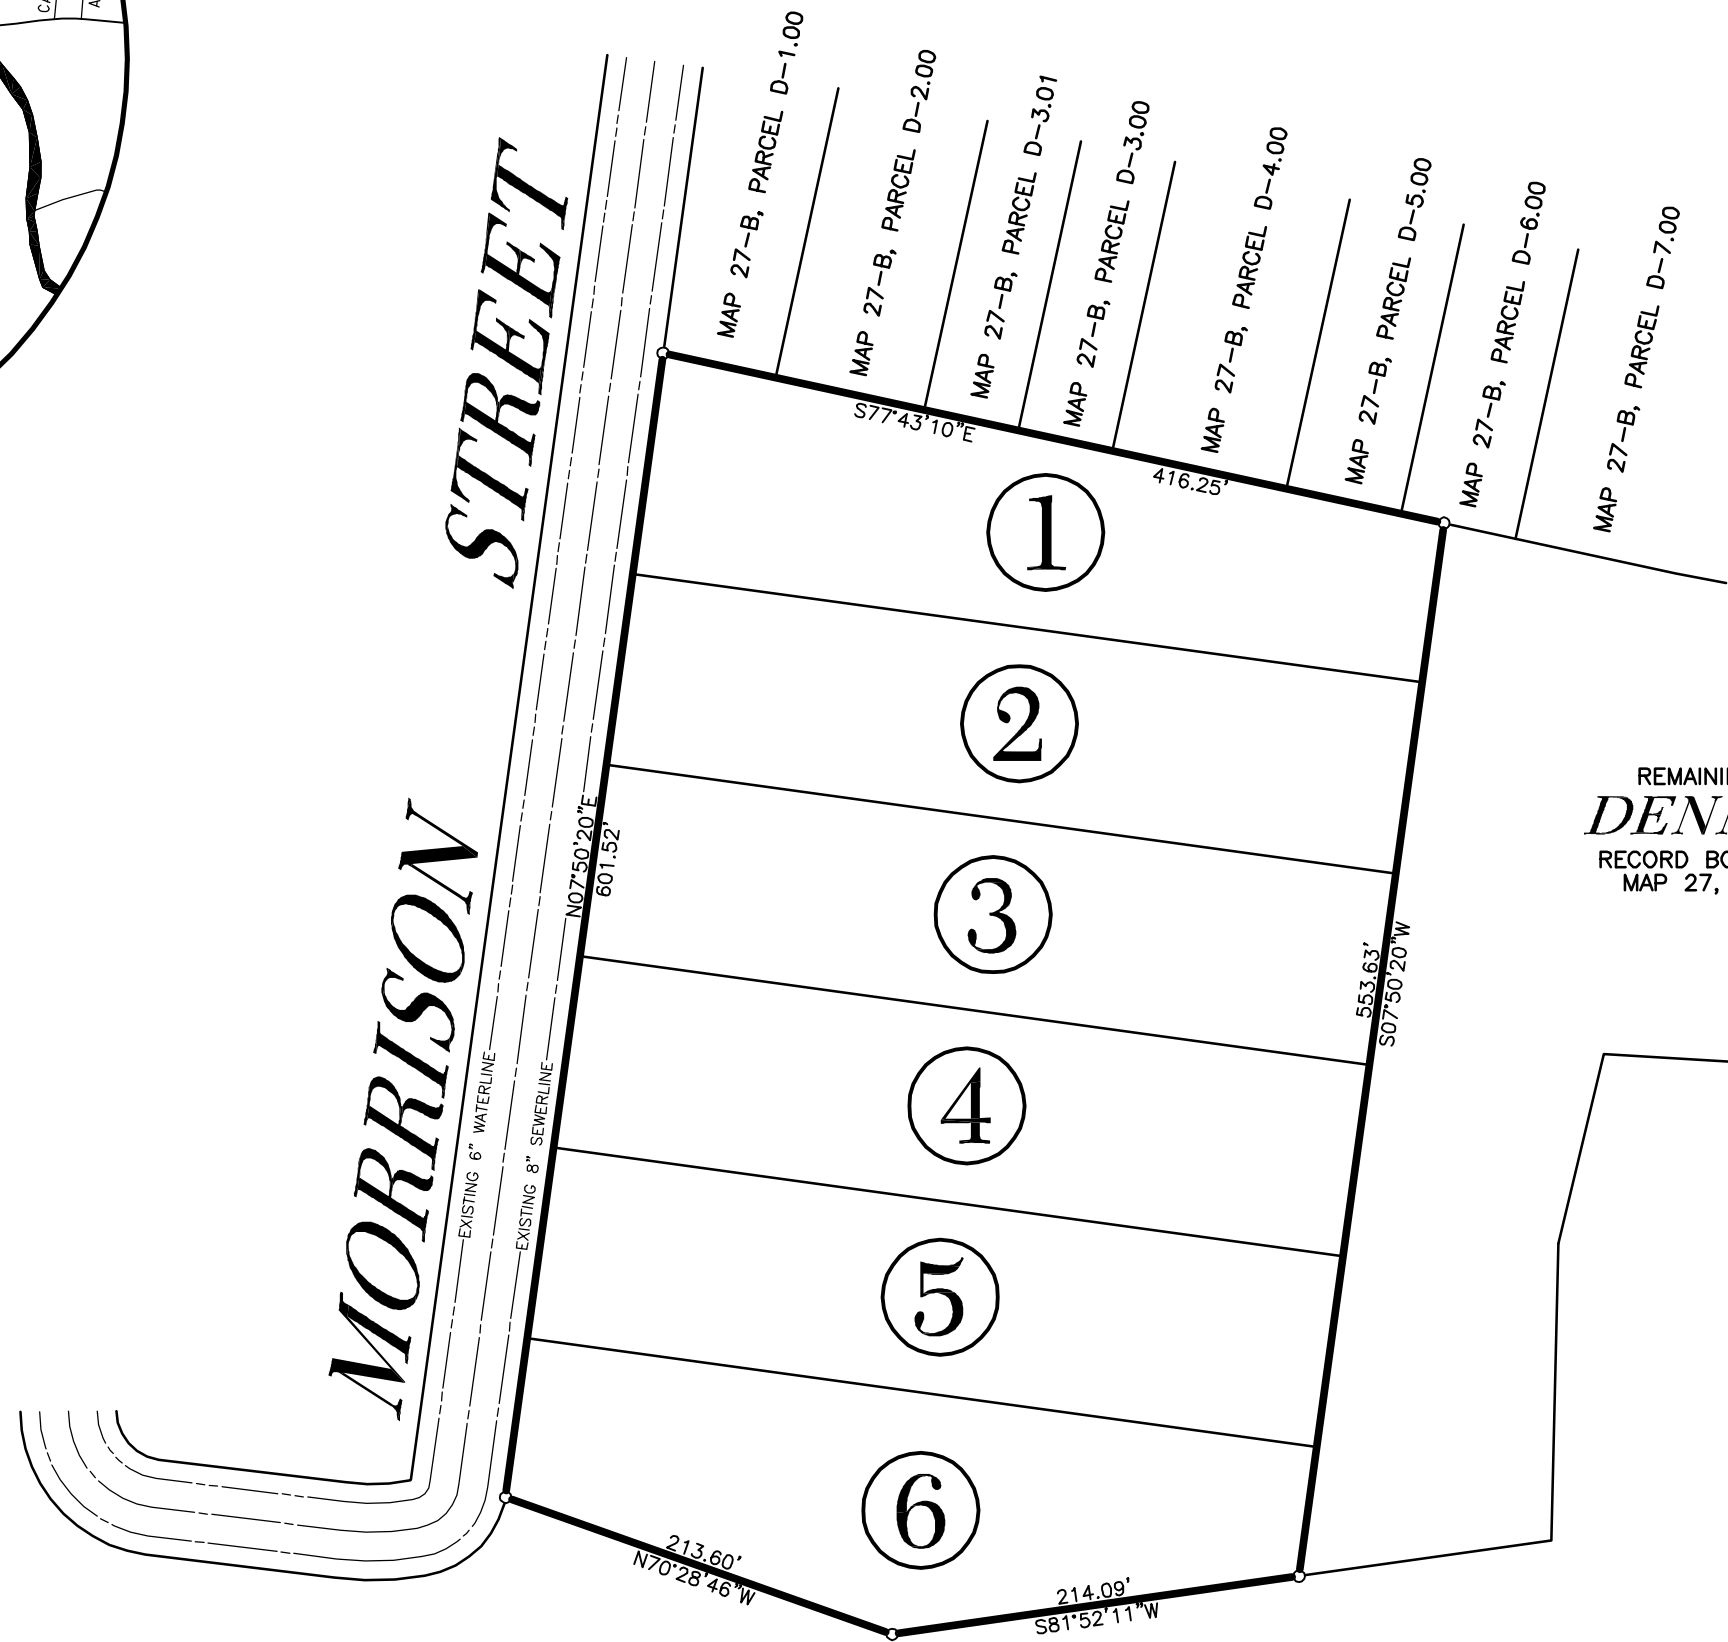 MAP 27-B, PARCEL D-1.00
MAP 27-B, PARCEL D-2.00
MAP 27-B, PARCEL D-3.01
MAP 27-B, PARCEL D-3.00
MAP 27-B, PARCEL D-4.00
MAP 27-B, PARCEL D-5.00
MAP 27-B, PARCEL D-6.00
MAP 27-B, PARCEL D-7.00
MORRISON STREET
S77°43'10"E
416.25'
1
2
3
4
5
6
N07°50'20"E
601.52'
553.63'
S07°50'20"W
EXISTING 6" WATERLINE
EXISTING 8" SEWERLINE
213.60'
N70°28'46"W
214.09'
S81°52'11"W
RECORD
MAP 27,